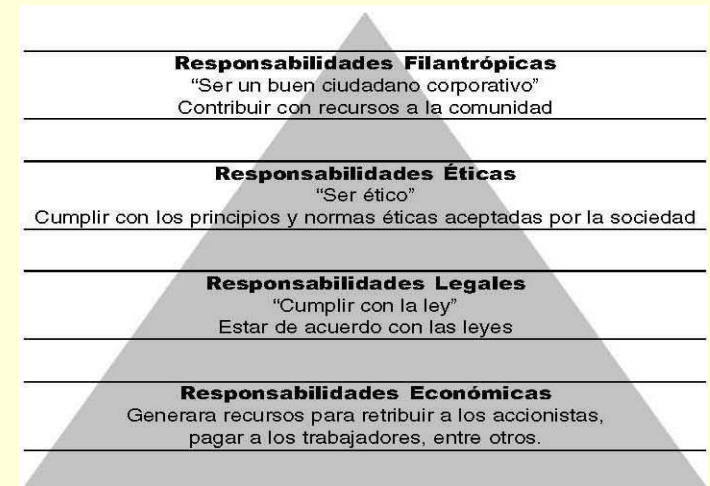 Responsabilidades Filantrópicas
“Ser un buen ciudadano corporativo”
Contribuir con recursos a la comunidad
Responsabilidades Éticas
“Ser ético”
Cumplir con los principios y normas éticas aceptadas por la sociedad
Responsabilidades Legales
“Cumplir con la ley”
Estar de acuerdo con las leyes
Responsabilidades Económicas
Generara recursos para retribuir a los accionistas,
pagar a los trabajadores, entre otros.